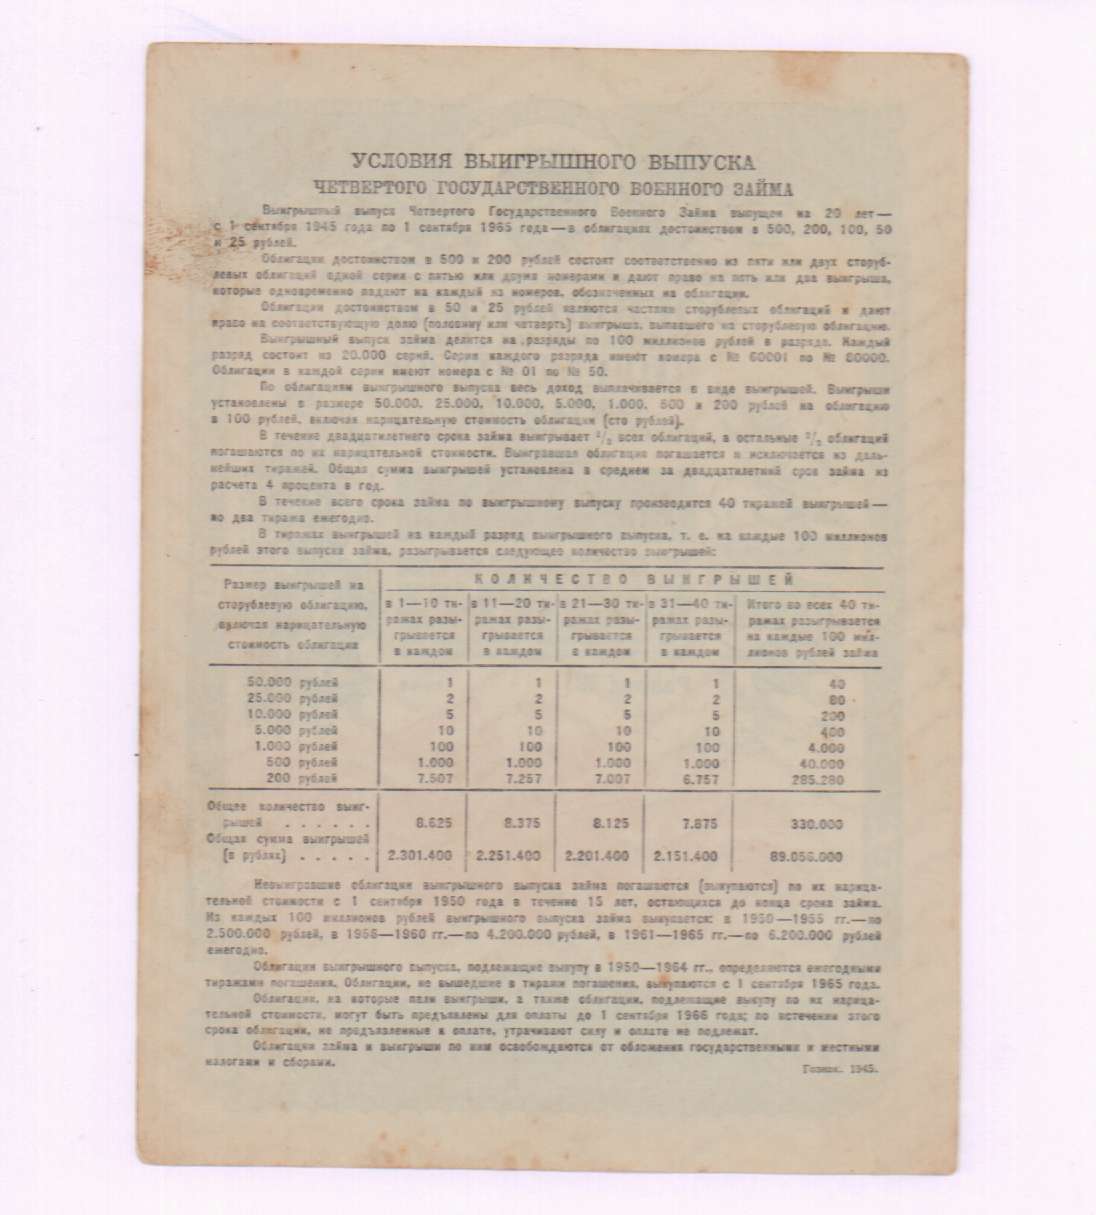 УСЛОВИЯ ВЫИГРЫШНОГО ВЫПУСКА
ЧЕТВЕРТОГО ГОСУДАРСТВЕННОГО ВОЕННОГО ЗАЙМА
Выигрышный выпуск Четвертого Государственного Военного Займа выпущен на 20 лет—
с 1 сентября 1945 года по 1 сентября 1965 года—в облигациях достоинством в 500, 200, 100, 50
и 25 рублей.
Облигации достоинством в 500 и 200 рублей состоят соответственно из пяти или двух сторуб-
левых облигаций одной серии с пятью или двумя номерами и дают право на пять или два выигрыша,
которые одновременно падают на каждый из номеров, обозначенных на облигации.
Облигации достоинством в 50 и 25 рублей являются частями сторублевых облигаций и дают
право на соответствующую долю (половину или четверть) выигрыша, выпавшего на сторублевую облигацию.
Выигрышный выпуск займа делится на разряды по 100 миллионов рублей в разряде. Каждый
разряд состоит из 20.000 серий. Серии каждого разряда имеют номера с № 60001 по № 80000.
Облигации в каждой серии имеют номера с № 01 по № 50.
По облигациям выигрышного выпуска весь доход выплачивается в виде выигрышей. Выигрыши
установлены в размере 50.000, 25.000, 10.000, 5.000, 1.000, 500 и 200 рублей на облигацию
в 100 рублей, включая нарицательную стоимость облигации (сто рублей).
В течение двадцатилетнего срока займа выигрывает ¹/₃ всех облигаций, а остальные ²/₃ облигаций
погашаются по их нарицательной стоимости. Выигравшая облигация погашается и исключается из даль-
нейших тиражей. Общая сумма выигрышей установлена в среднем за двадцатилетний срок займа из
расчета 4 процента в год.
В течение всего срока займа по выигрышному выпуску производится 40 тиражей выигрышей—
по два тиража ежегодно.
В тиражах выигрышей на каждый разряд выигрышного выпуска, т. е. на каждые 100 миллионов
рублей этого выпуска займа, разыгрывается следующее количество выигрышей:
Размер выигрышей на
сторублевую облигацию,
включая нарицательную
стоимость облигации
КОЛИЧЕСТВО ВЫИГРЫШЕЙ
в 1—10 ти-
ражах разы-
грывается
в каждом
в 11—20 ти-
ражах разы-
грывается
в каждом
в 21—30 ти-
ражах разы-
грывается
в каждом
в 31—40 ти-
ражах разы-
грывается
в каждом
Итого во всех 40 ти-
ражах разыгрывается
на каждые 100 мил-
лионов рублей займа
50.000 рублей 1 1 1 1 40
25.000 рублей 2 2 2 2 80
10.000 рублей 5 5 5 5 200
5.000 рублей 10 10 10 10 400
1.000 рублей 100 100 100 100 4.000
500 рублей 1.000 1.000 1.000 1.000 40.000
200 рублей 7.507 7.257 7.007 6.757 285.280
Общее количество выиг-
рышей . . . . . . 8.625 8.375 8.125 7.875 330.000
Общая сумма выигрышей
(в рублях) . . . . . 2.301.400 2.251.400 2.201.400 2.151.400 89.056.000
Невыигравшие облигации выигрышного выпуска займа погашаются (выкупаются) по их нарица-
тельной стоимости с 1 сентября 1950 года в течение 15 лет, остающихся до конца срока займа.
Из каждых 100 миллионов рублей выигрышного выпуска займа выкупается: в 1950—1955 гг.—по
2.500.000 рублей, в 1956—1960 гг.—по 4.200.000 рублей, в 1961—1965 гг.—по 6.200.000 рублей
ежегодно.
Облигации выигрышного выпуска, подлежащие выкупу в 1950—1964 гг., определяются ежегодными
тиражами погашения. Облигации, не вышедшие в тиражи погашения, выкупаются с 1 сентября 1965 года.
Облигации, на которые пали выигрыши, а также облигации, подлежащие выкупу по их нарица-
тельной стоимости, могут быть предъявлены для оплаты до 1 сентября 1966 года; по истечении этого
срока облигации, не предъявленные к оплате, утрачивают силу и оплате не подлежат.
Облигации займа и выигрыши по ним освобождаются от обложения государственными и местными
налогами и сборами.
Гознак. 1945.